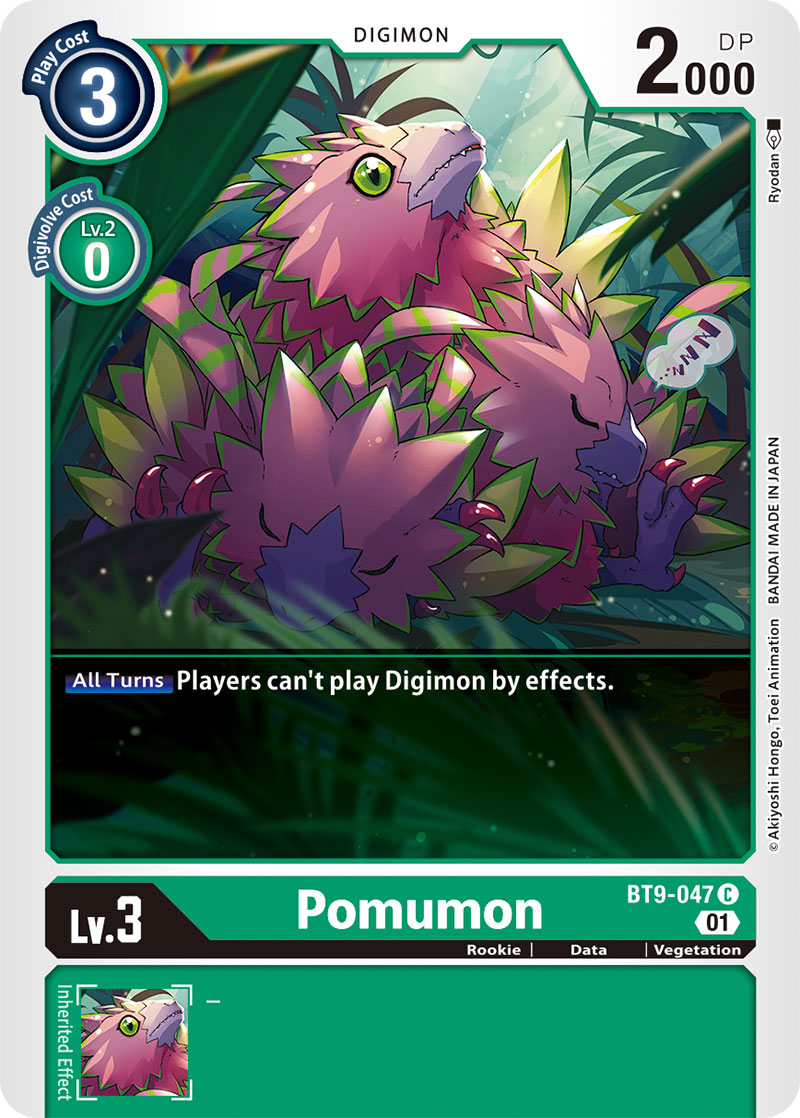 Play Cost
3
DIGIMON
2000
DP
Digivolve Cost
Lv.2
0
Ryodan
All Turns Players can't play Digimon by effects.
© Akiyoshi Hongo, Toei Animation BANDAI MADE IN JAPAN
Lv.3
Pomumon
BT9-047 C
01
Rookie | Data | Vegetation
Inherited Effect
–